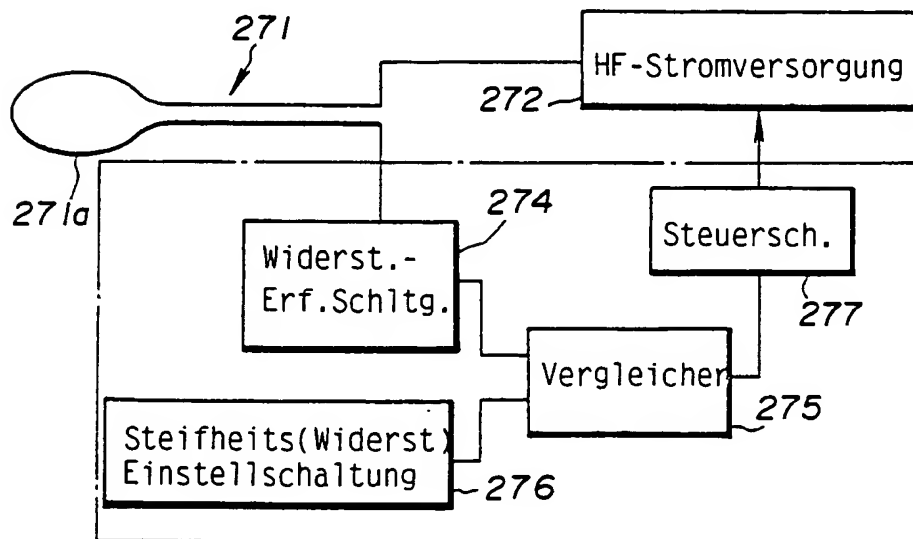 271
HF-Stromversorgung
272
271a
274
Widerst.-
Erf.Schltg.
Steuersch.
277
Vergleicher
275
Steifheits(Widerst)
Einstellschaltung
276